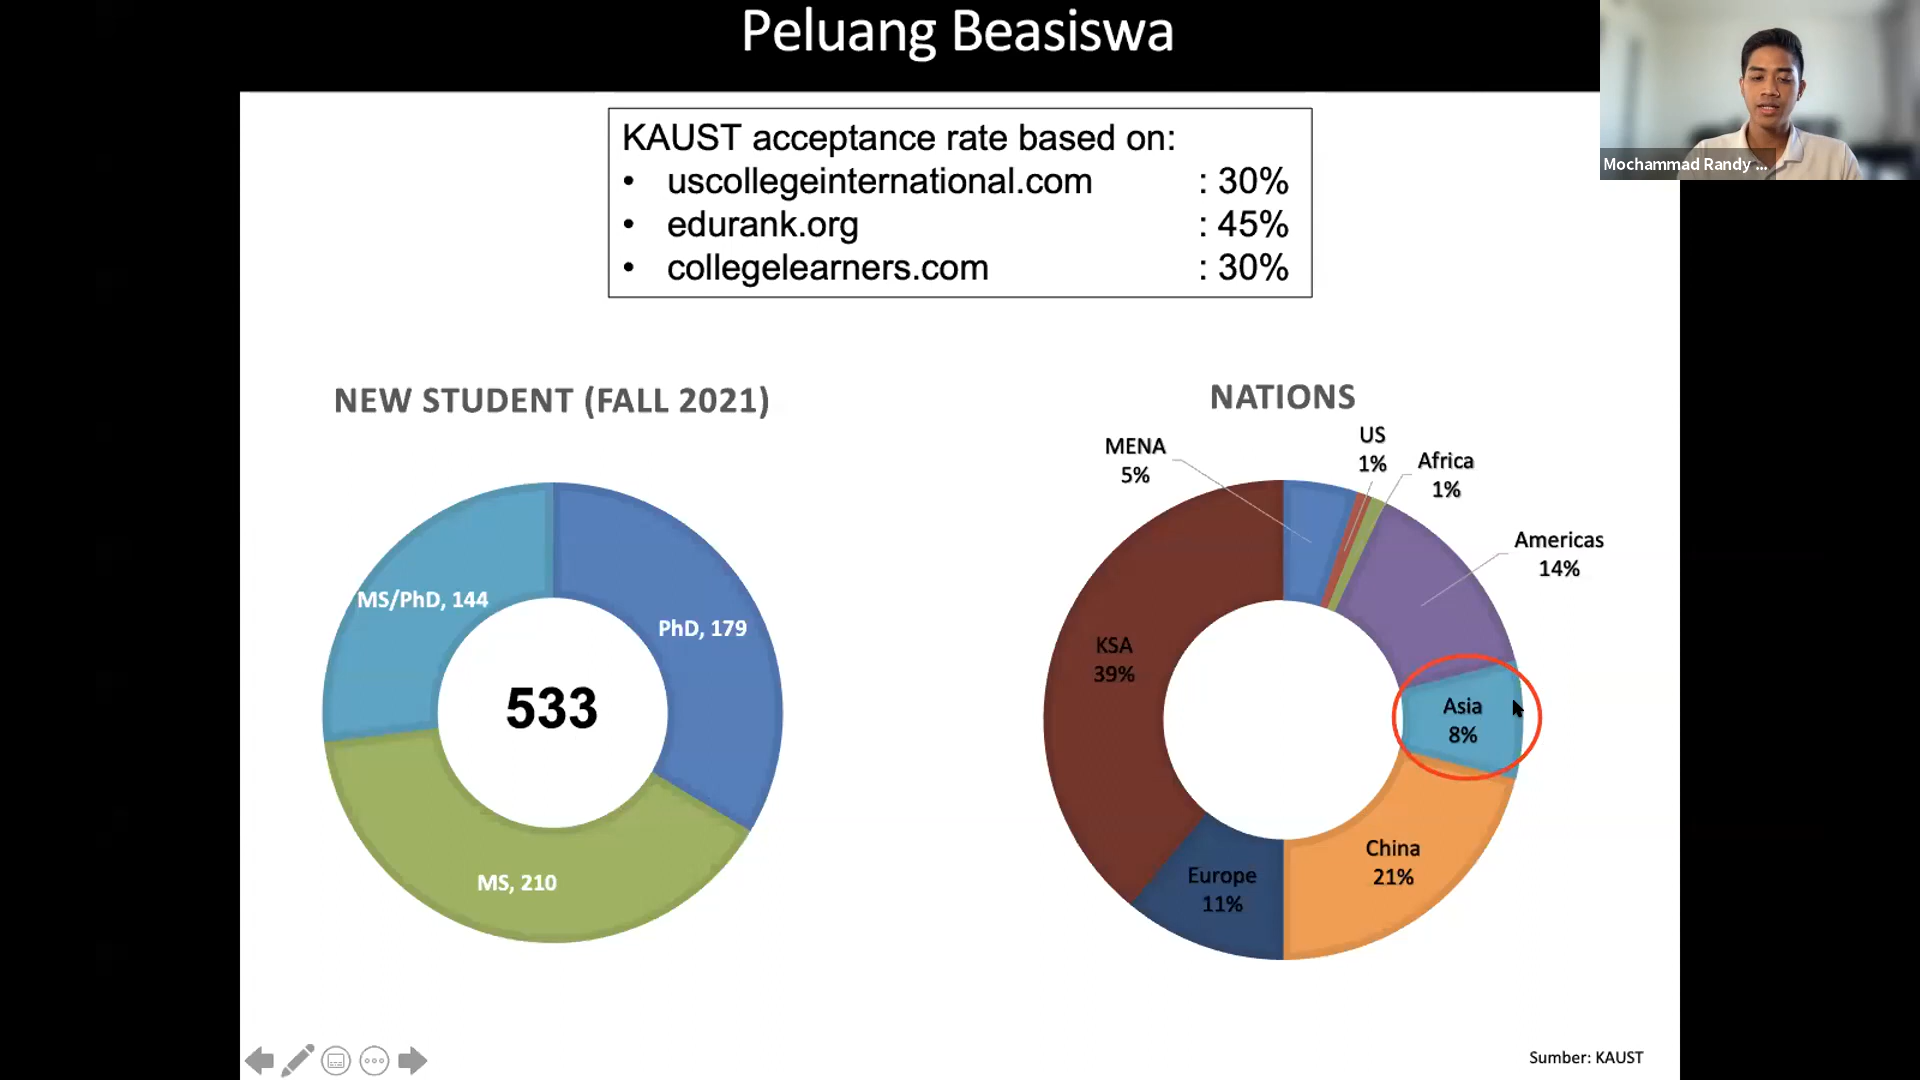 Peluang Beasiswa
Mochammad Randy ...
KAUST acceptance rate based on:
• uscollegeinternational.com : 30%
• edurank.org : 45%
• collegelearners.com : 30%
NEW STUDENT (FALL 2021)
MS/PhD, 144
PhD, 179
533
MS, 210
NATIONS
MENA
5%
US
1%
Africa
1%
Americas
14%
KSA
39%
Asia
8%
China
21%
Europe
11%
Sumber: KAUST